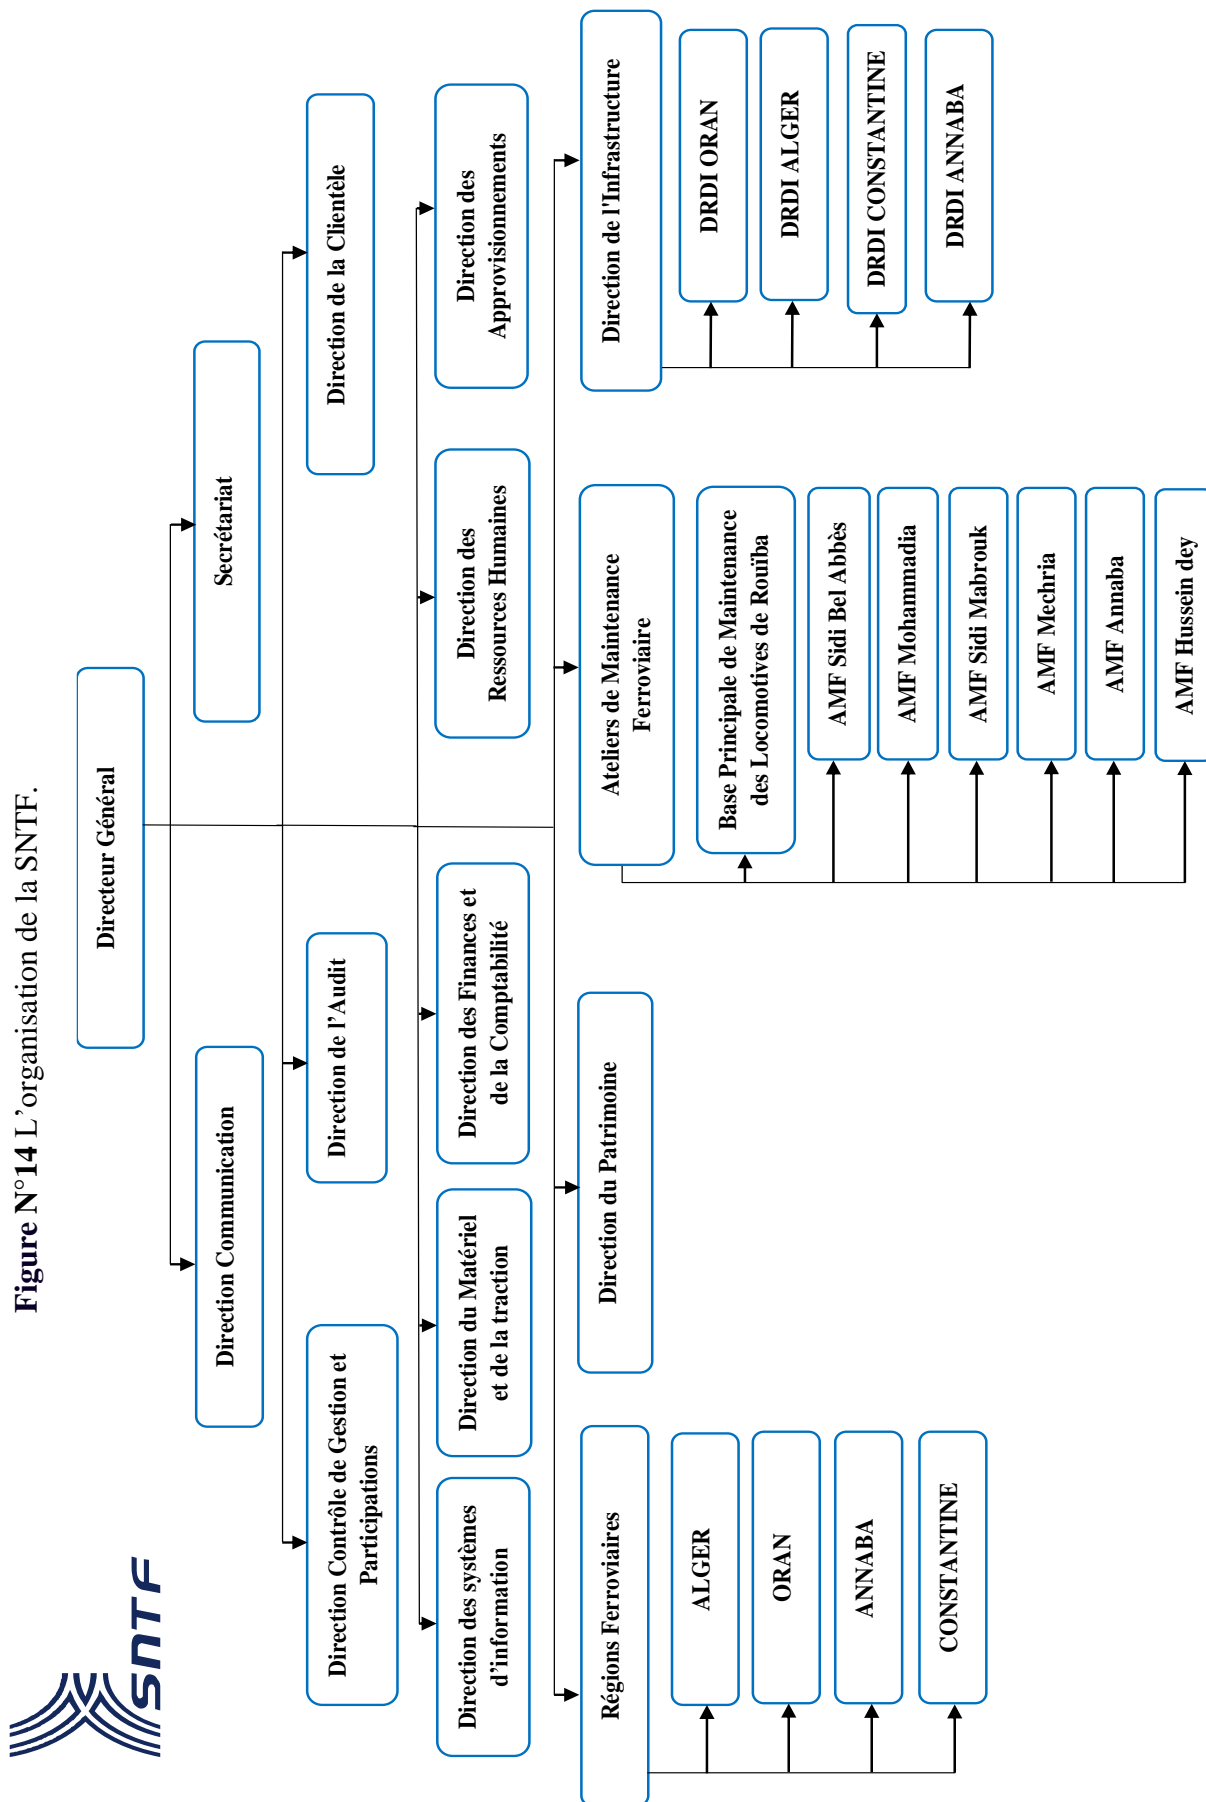 Figure N°14 L'organisation de la SNTF.
SNTF
Directeur Général
Direction Communication
Secrétariat
Direction Contrôle de Gestion et
Participations
Direction de l'Audit
Direction de la Clientèle
Direction des systèmes
d'information
Direction du Matériel
et de la traction
Direction des Finances et
de la Comptabilité
Direction des
Ressources Humaines
Direction des
Approvisionnements
Régions Ferroviaires
ALGER
ORAN
ANNABA
CONSTANTINE
Direction du Patrimoine
Ateliers de Maintenance
Ferroviaire
Base Principale de Maintenance
des Locomotives de Rouïba
AMF Sidi Bel Abbès
AMF Mohammadia
AMF Sidi Mabrouk
AMF Mechria
AMF Annaba
AMF Hussein dey
Direction de l'Infrastructure
DRDI ORAN
DRDI ALGER
DRDI CONSTANTINE
DRDI ANNABA